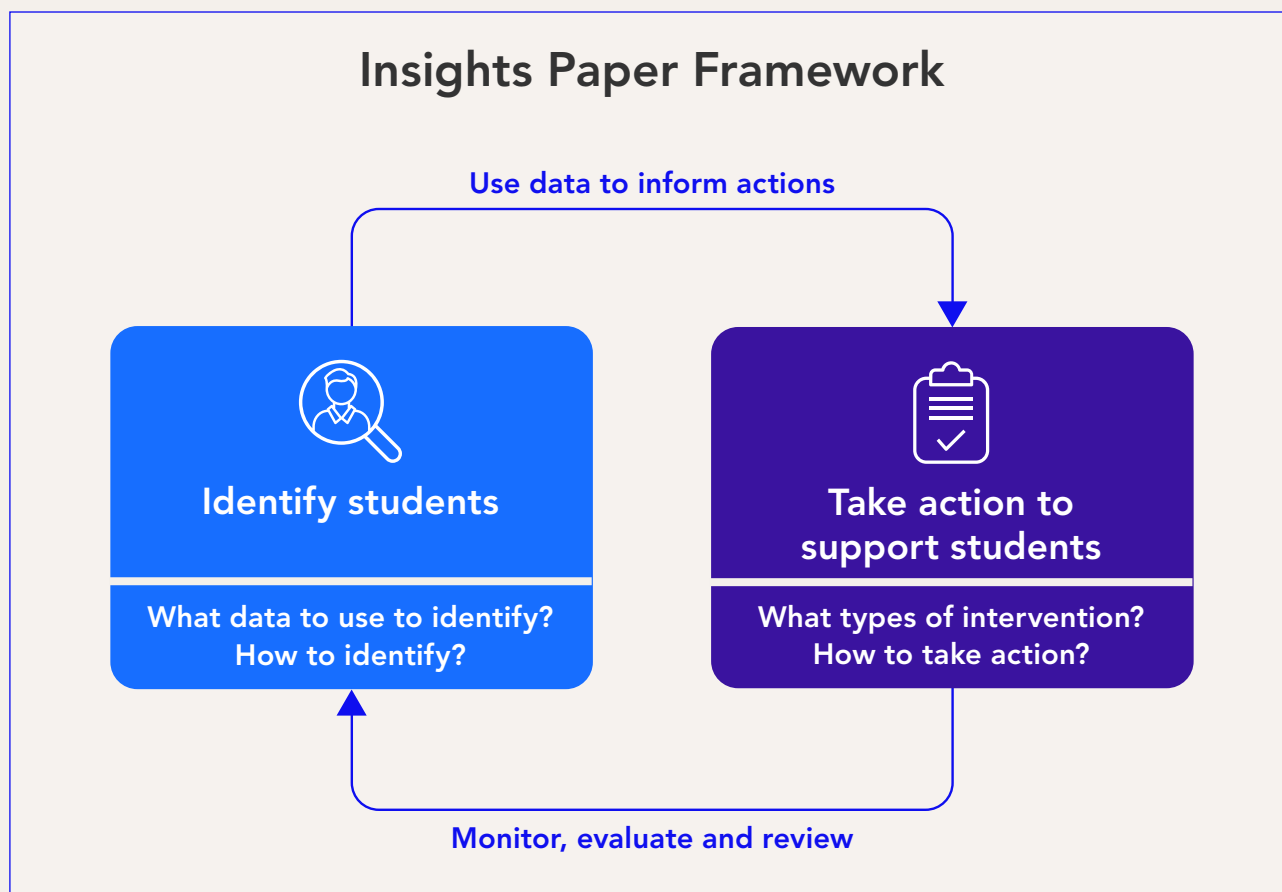 Insights Paper Framework
Use data to inform actions
Identify students
What data to use to identify?
How to identify?
Take action to
support students
What types of intervention?
How to take action?
Monitor, evaluate and review